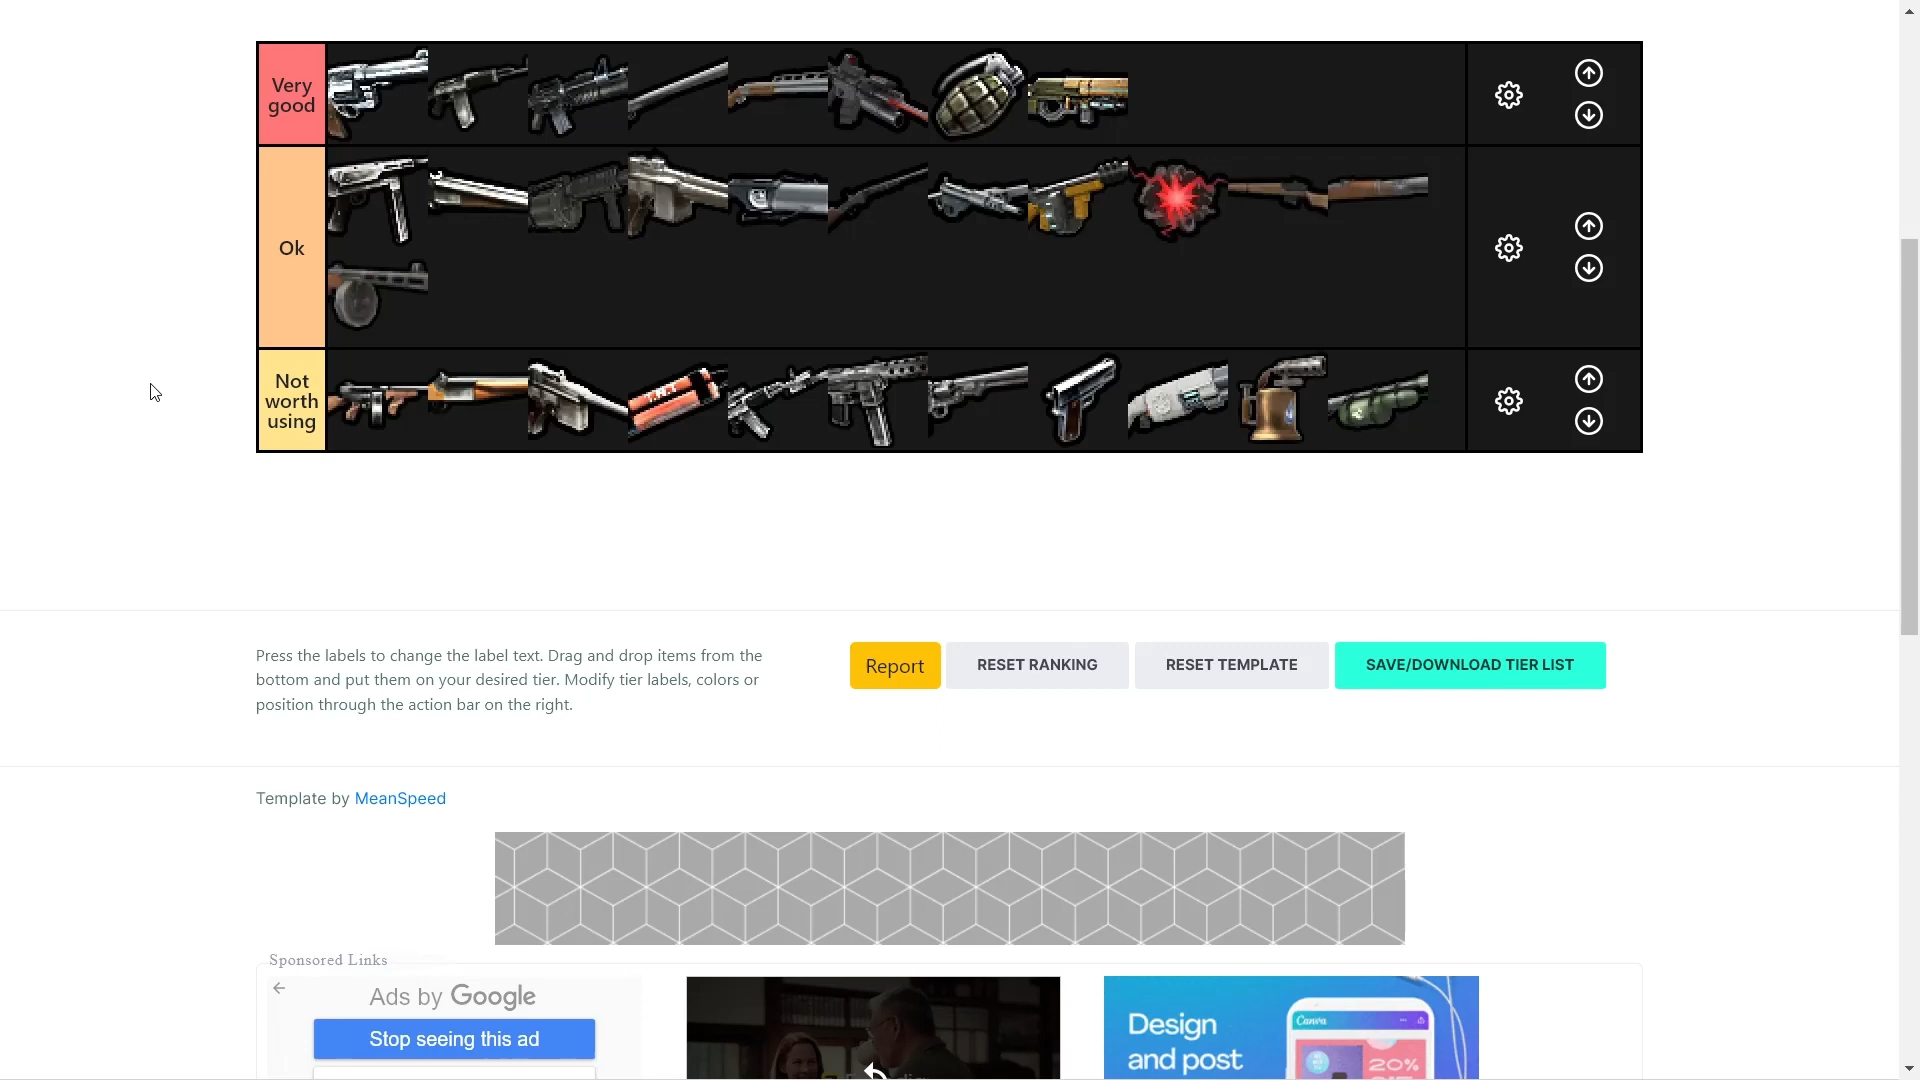 Very
good
Ok
Not
worth
using
Press the labels to change the label text. Drag and drop items from the
bottom and put them on your desired tier. Modify tier labels, colors or
position through the action bar on the right.
Report
RESET RANKING
RESET TEMPLATE
SAVE/DOWNLOAD TIER LIST
Template by MeanSpeed
Sponsored Links
Ads by Google
Stop seeing this ad
Design
and post
Canva
20%